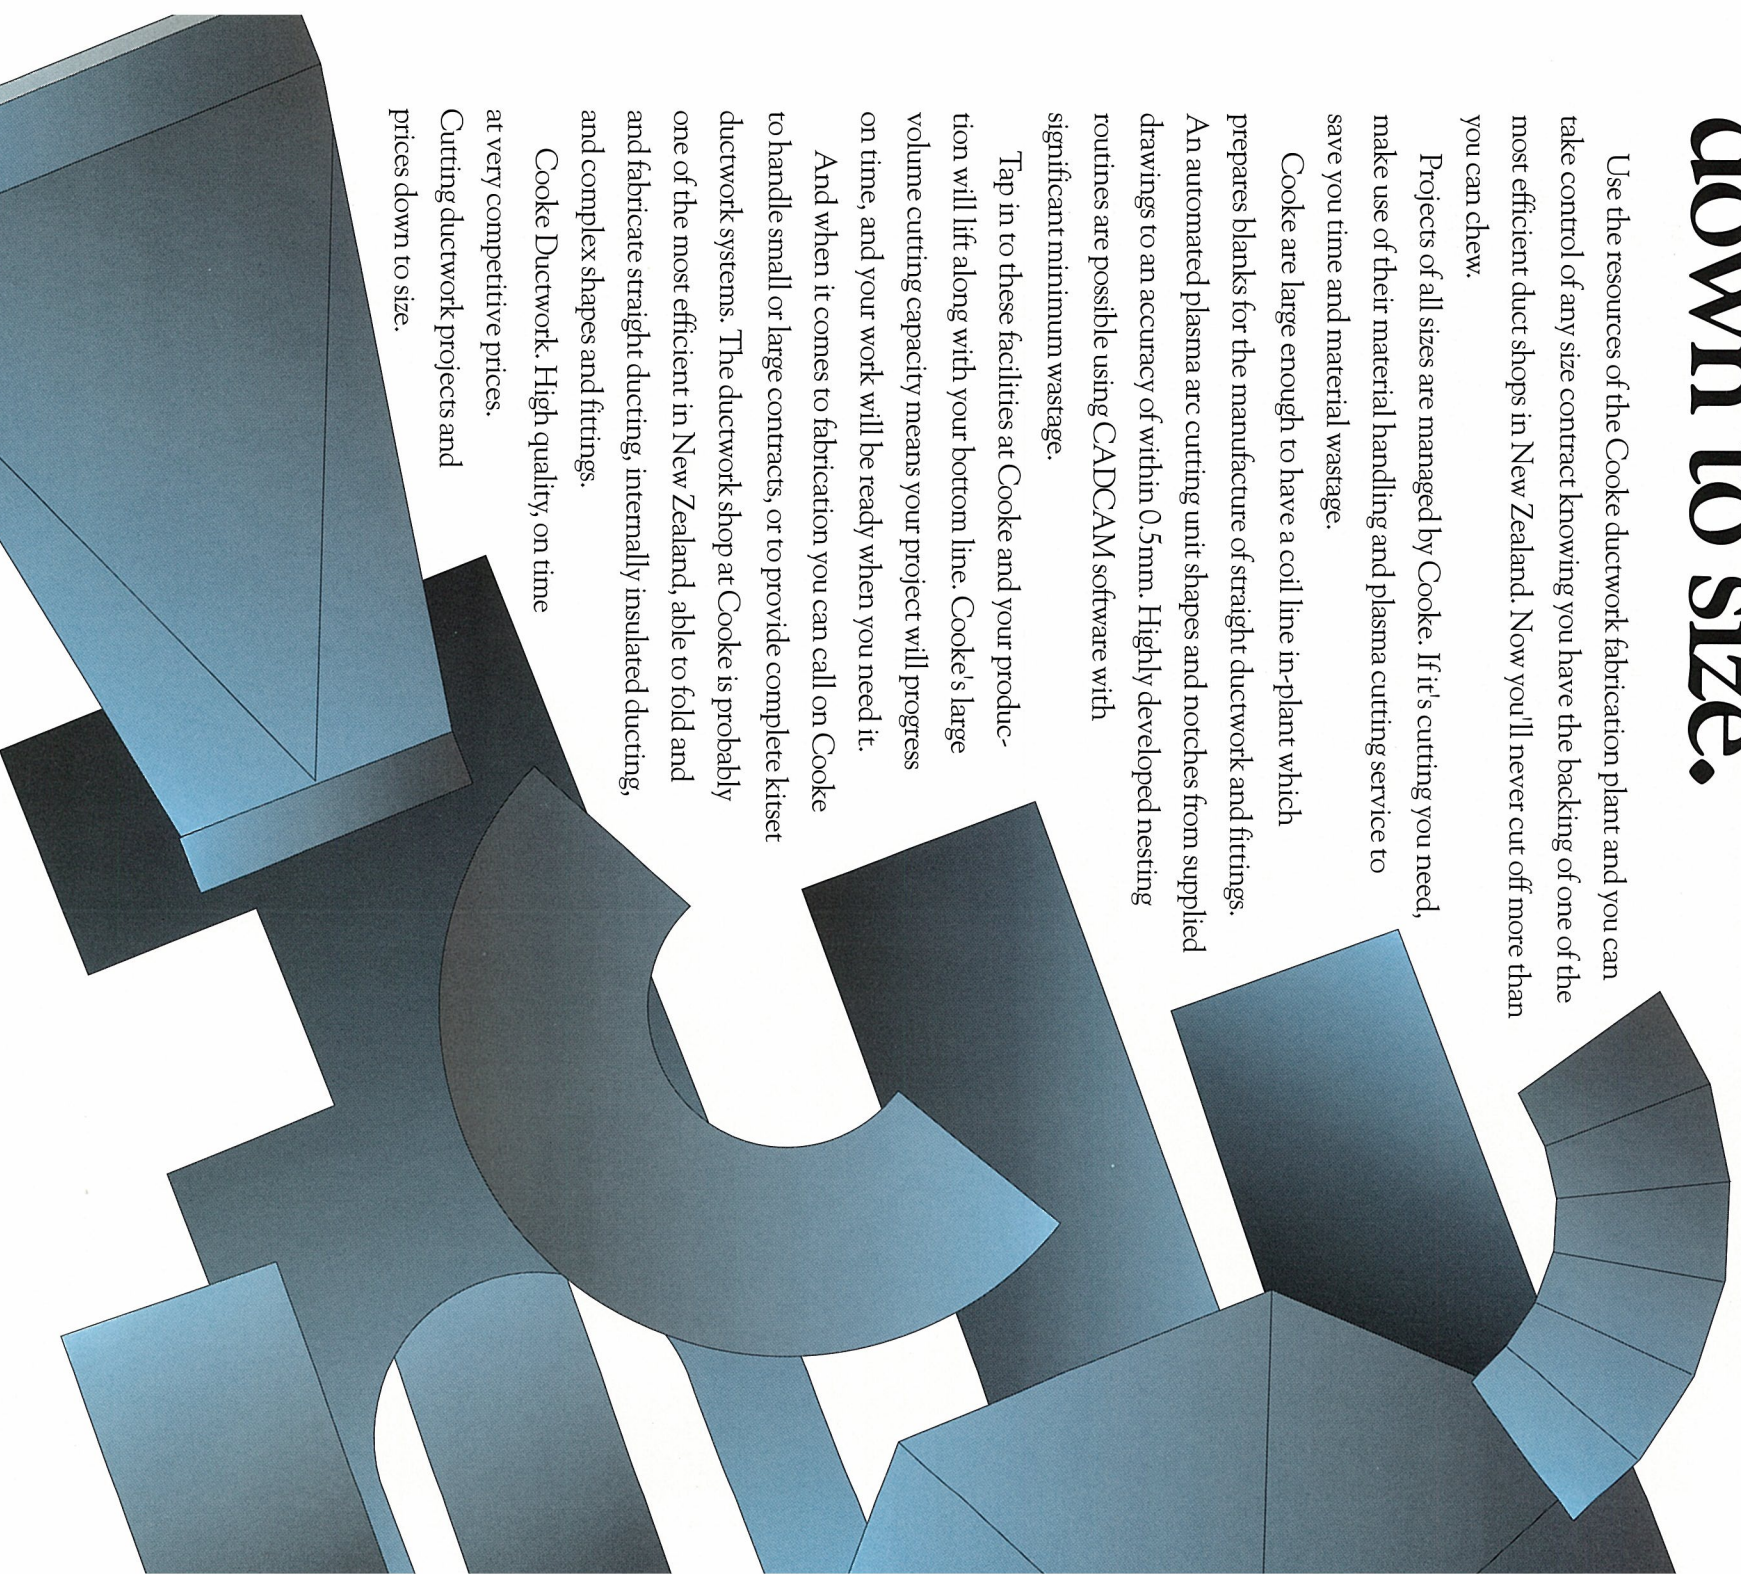 down to size.
Use the resources of the Cooke ductwork fabrication plant and you can
take control of any size contract knowing you have the backing of one of the
most efficient duct shops in New Zealand. Now you'll never cut off more than
you can chew.
Projects of all sizes are managed by Cooke. If it's cutting you need,
make use of their material handling and plasma cutting service to
save you time and material wastage.
Cooke are large enough to have a coil line in-plant which
prepares blanks for the manufacture of straight ductwork and fittings.
An automated plasma arc cutting unit shapes and notches from supplied
drawings to an accuracy of within 0.5mm. Highly developed nesting
routines are possible using CADCAM software with
significant minimum wastage.
Tap in to these facilities at Cooke and your produc-
tion will lift along with your bottom line. Cooke's large
volume cutting capacity means your project will progress
on time, and your work will be ready when you need it.
And when it comes to fabrication you can call on Cooke
to handle small or large contracts, or to provide complete kitset
ductwork systems. The ductwork shop at Cooke is probably
one of the most efficient in New Zealand, able to fold and
and fabricate straight ducting, internally insulated ducting,
and complex shapes and fittings.
Cooke Ductwork. High quality, on time
at very competitive prices.
Cutting ductwork projects and
prices down to size.